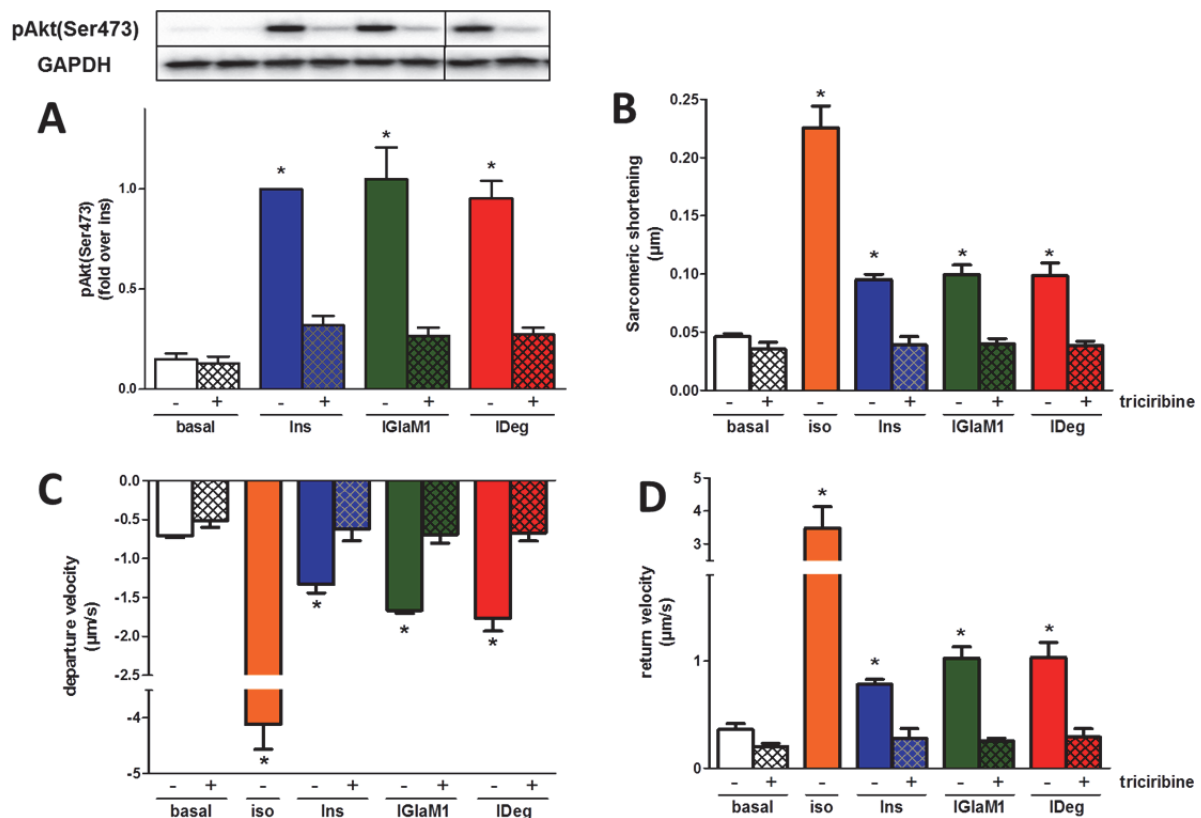 pAkt(Ser473)
GAPDH
A
pAkt(Ser473)
(fold over Ins)
1.0
0.5
0.0
*
*
*
- + - + - + - +
basal Ins IGlaM1 IDeg
B
Sarcomeric shortening
(µm)
0.25
0.20
0.15
0.10
0.05
0.00
*
*
*
*
- + - - + - + - + triciribine
basal iso Ins IGlaM1 IDeg
C
departure velocity
(µm/s)
0.0
-0.5
-1.0
-1.5
-2.0
-2.5
-4
-5
*
*
*
*
- + - - + - + - +
basal iso Ins IGlaM1 IDeg
D
return velocity
(µm/s)
5
4
3
1
0
*
*
*
*
- + - - + - + - + triciribine
basal iso Ins IGlaM1 IDeg